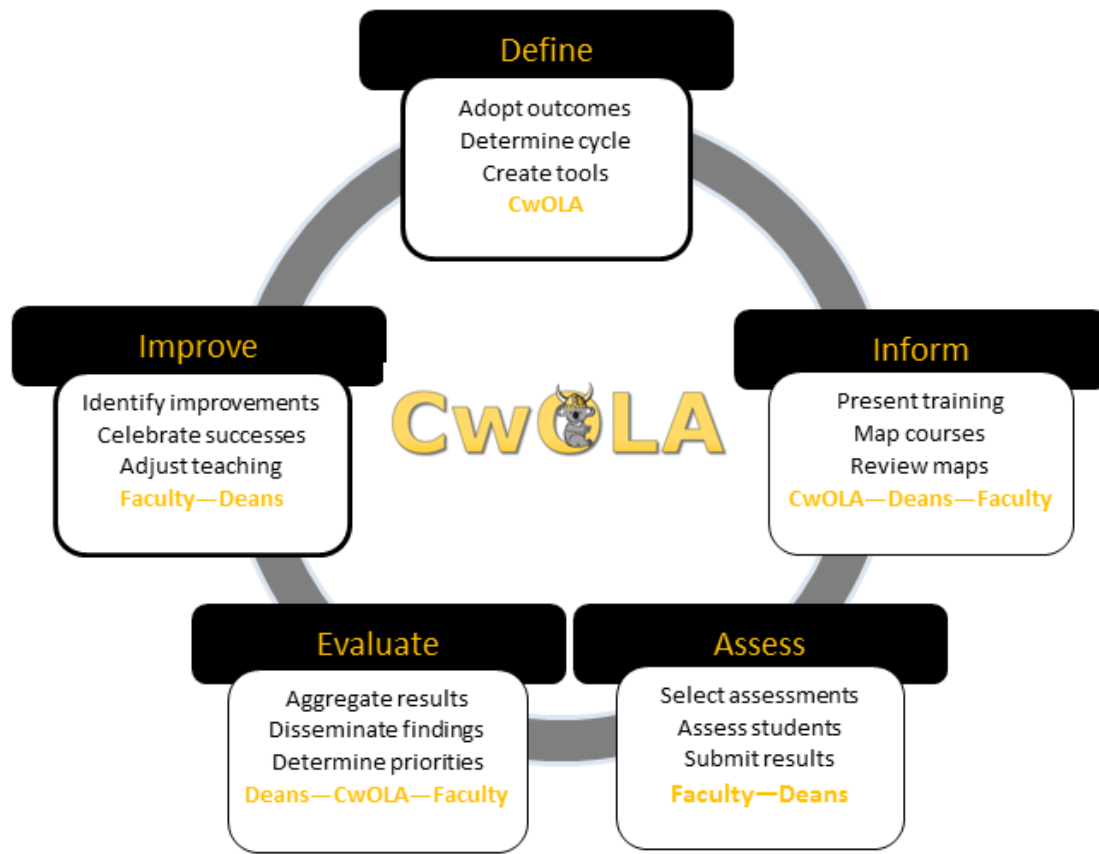 Define
Adopt outcomes
Determine cycle
Create tools
CwOLA
Improve
Identify improvements
Celebrate successes
Adjust teaching
Faculty—Deans
CwOLA
Inform
Present training
Map courses
Review maps
CwOLA—Deans—Faculty
Evaluate
Aggregate results
Disseminate findings
Determine priorities
Deans—CwOLA—Faculty
Assess
Select assessments
Assess students
Submit results
Faculty—Deans